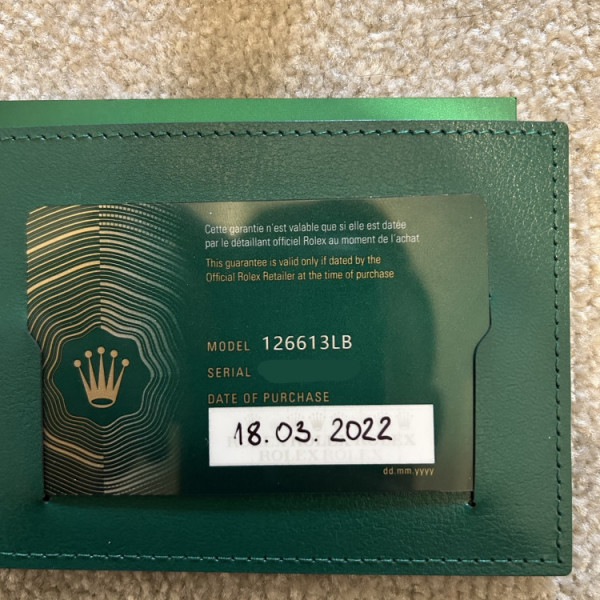 Cette garantie n'est valable que si elle est datée
par le détaillant officiel Rolex au moment de l'achat
This guarantee is valid only if dated by the
Official Rolex Retailer at the time of purchase
MODEL 126613LB
SERIAL
DATE OF PURCHASE
18.03.2022
ROLEX ROLEX
dd.mm.yyyy